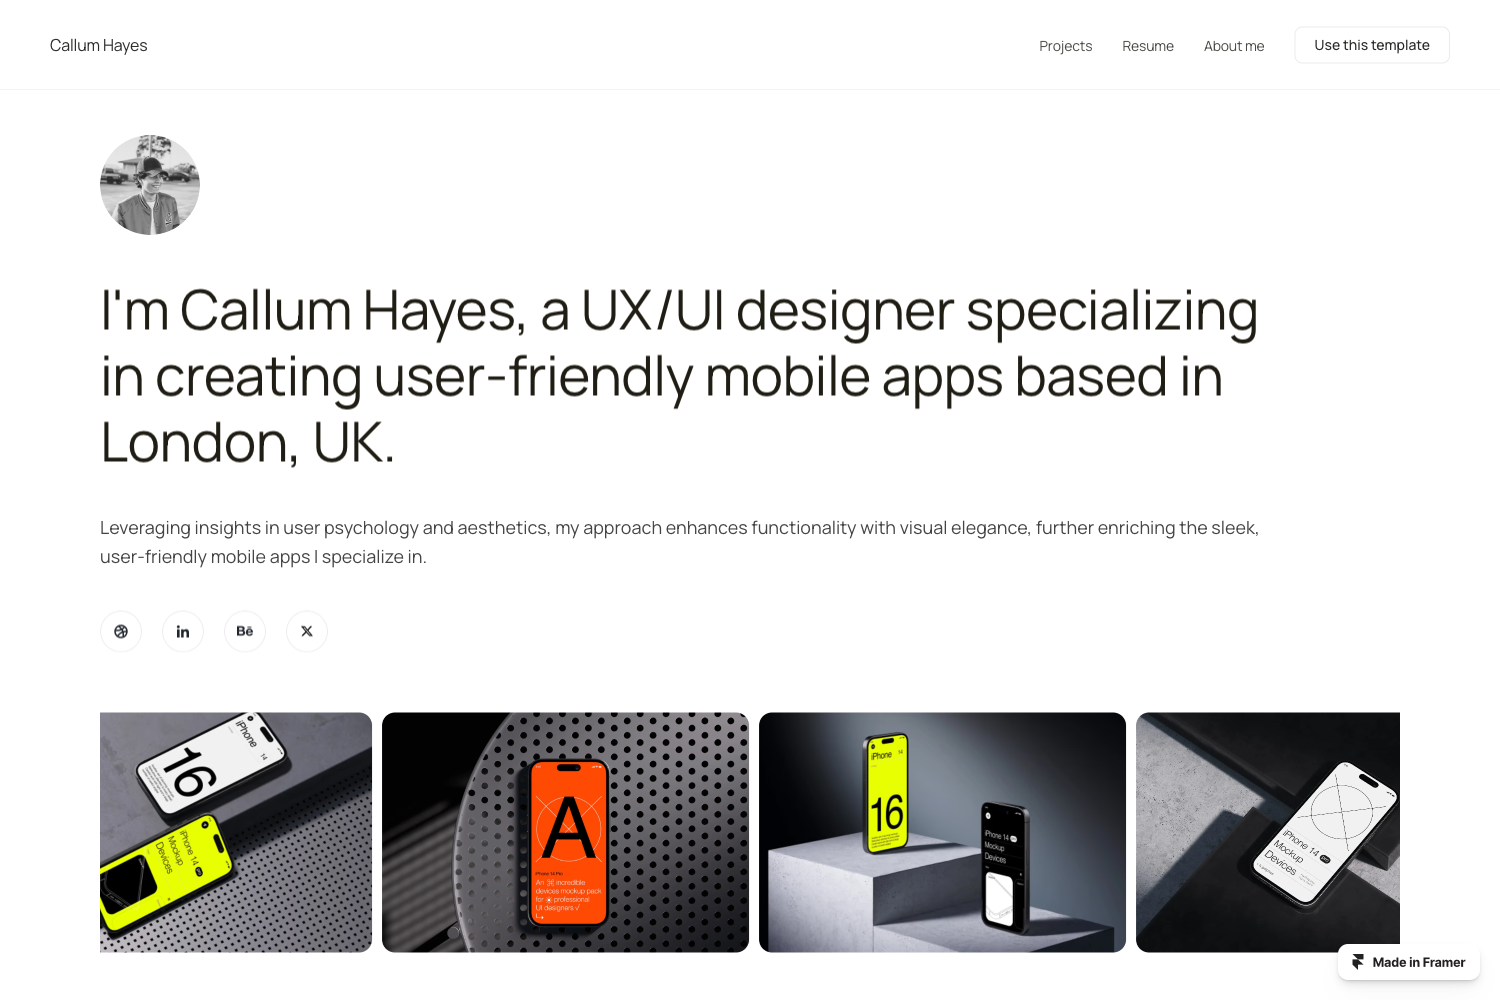 Callum Hayes
Projects
Resume
About me
Use this template
I'm Callum Hayes, a UX/UI designer specializing
in creating user-friendly mobile apps based in
London, UK.
Leveraging insights in user psychology and aesthetics, my approach enhances functionality with visual elegance, further enriching the sleek,
user-friendly mobile apps I specialize in.
in
Bē
X
iPhone
14
16
iPhone 14
Mockup
Devices
A
iPhone 14 Pro
An incredible
devices mockup pack
for professional
UI designers
iPhone
14
16
iPhone 14
Mockup
Devices
iPhone 14
Mockup
Devices
Made in Framer